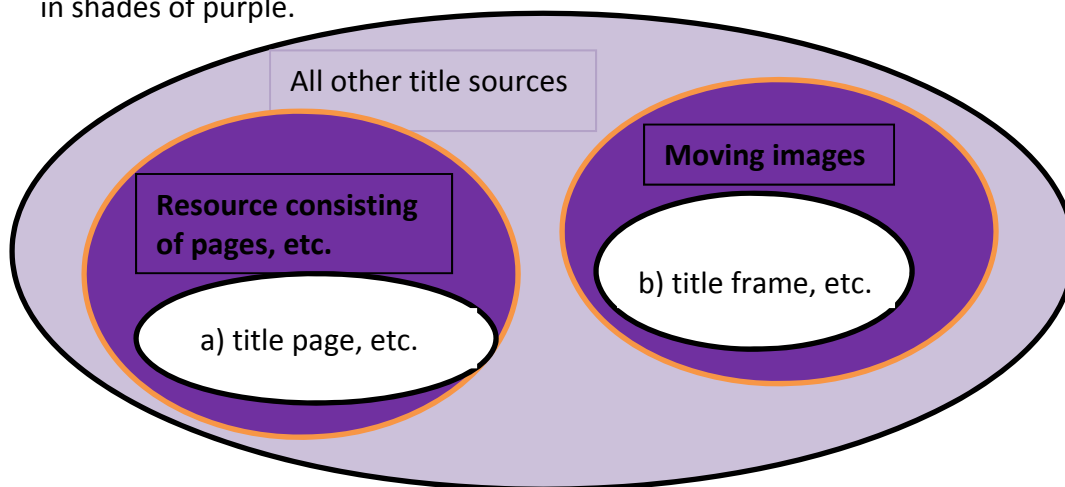 in shades of purple.
All other title sources
Moving images
Resource consisting
of pages, etc.
b) title frame, etc.
a) title page, etc.